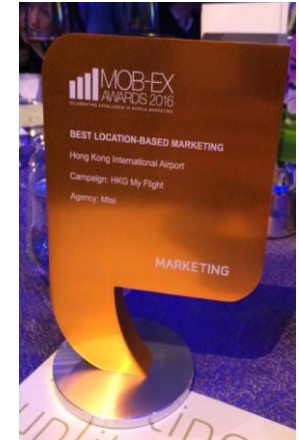 MOB-EX
AWARDS 2016
CELEBRATING EXCELLENCE IN MOBILE MARKETING
BEST LOCATION-BASED MARKETING
Hong Kong International Airport
Campaign: HKG My Flight
Agency: Mtel
MARKETING